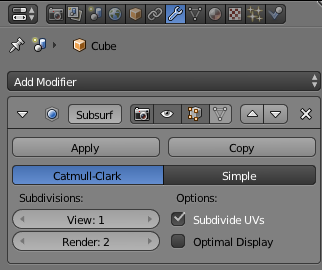 Cube
Add Modifier
Subsurf
Apply Copy
Catmull-Clark Simple
Subdivisions: Options:
View: 1 Subdivide UVs
Render: 2 Optimal Display